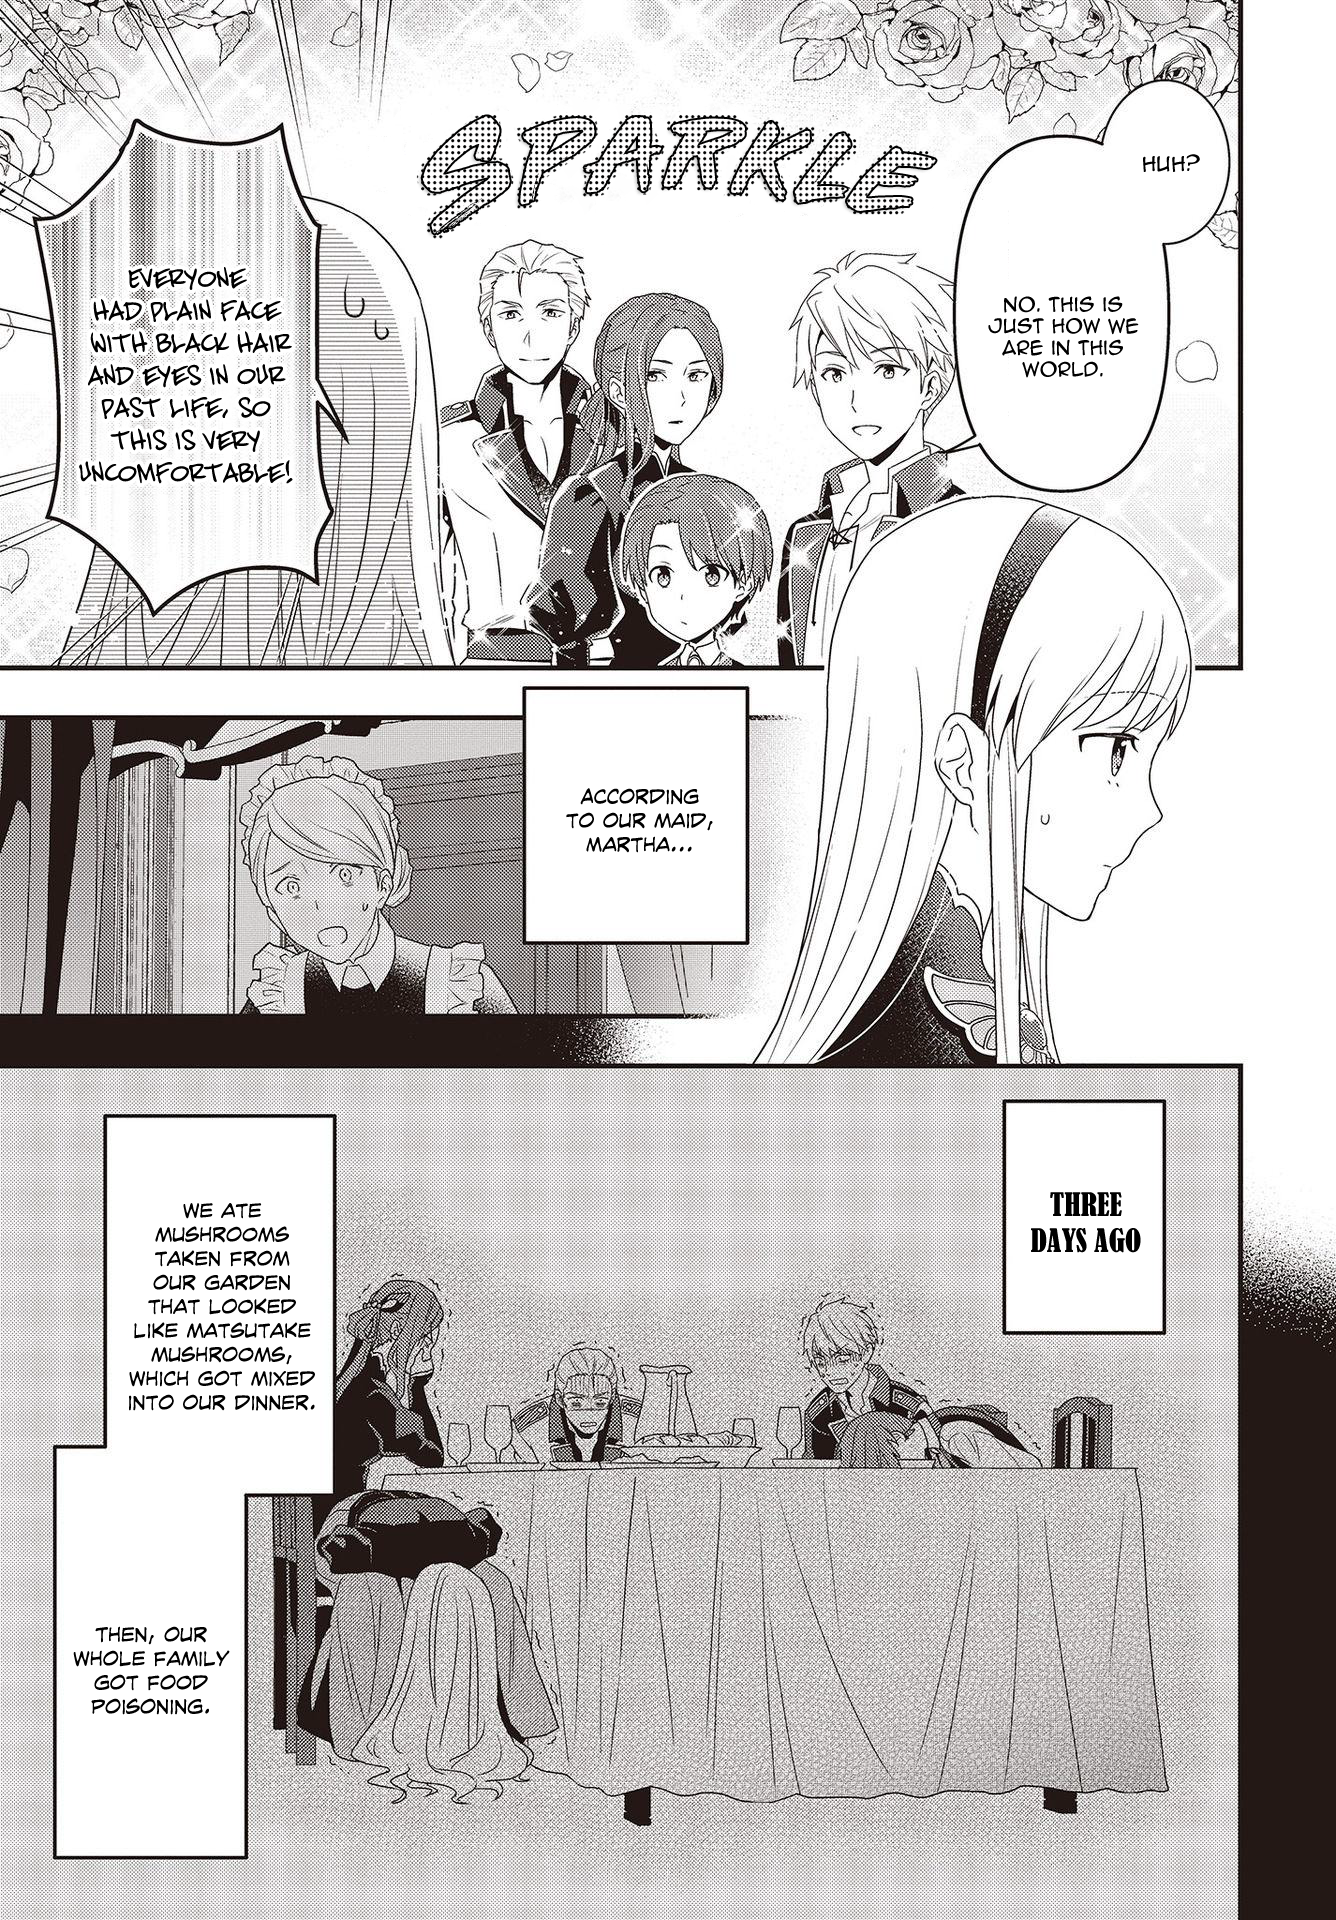 HUH?
NO. THIS IS
JUST HOW WE
ARE IN THIS
WORLD.
SPARKLE
EVERYONE
HAD PLAIN FACE
WITH BLACK HAIR
AND EYES IN OUR
PAST LIFE, SO
THIS IS VERY
UNCOMFORTABLE!
ACCORDING
TO OUR MAID,
MARTHA...
THREE
DAYS AGO
WE ATE
MUSHROOMS
TAKEN FROM
OUR GARDEN
THAT LOOKED
LIKE MATSUTAKE
MUSHROOMS,
WHICH GOT MIXED
INTO OUR DINNER.
THEN, OUR
WHOLE FAMILY
GOT FOOD
POISONING.